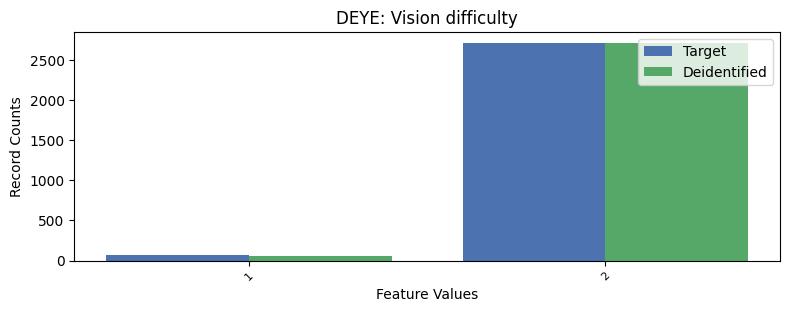 DEYE: Vision difficulty
Record Counts
2500
2000
1500
1000
500
0
Target
Deidentified
1
2
Feature Values